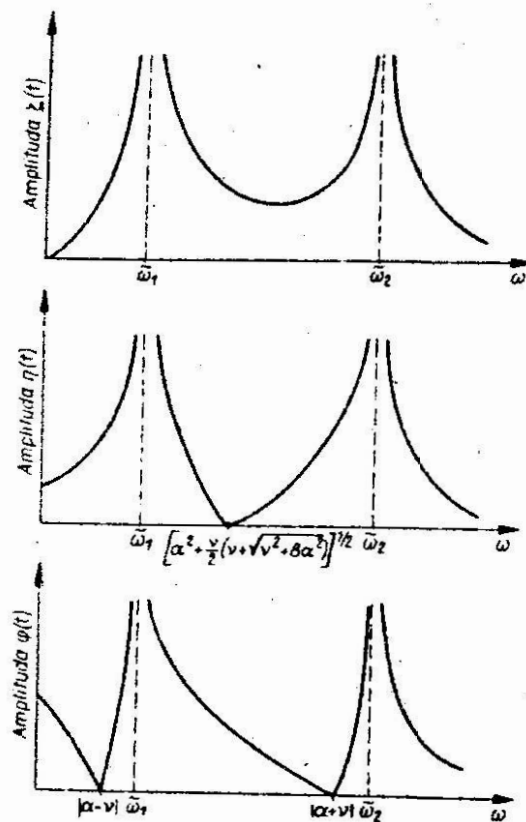 Amplituda ξ(t)
ω̃₁ ω̃₂ ω
Amplituda η(t)
ω̃₁ [α²+ν/2(ν+√ν²+8α²)]^1/2 ω̃₂ ω
Amplituda φ(t)
|α-ν| ω̃₁ |α+ν| ω̃₂ ω